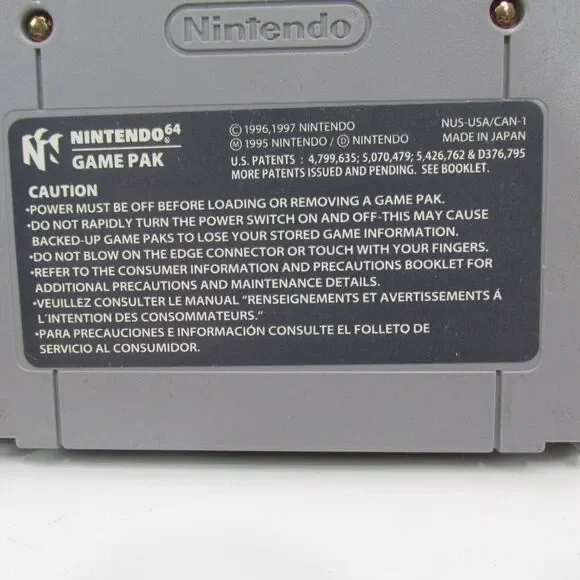 Nintendo
NINTENDO 64
GAME PAK
© 1996,1997 NINTENDO
Ⓜ 1995 NINTENDO / Ⓓ NINTENDO
U.S. PATENTS : 4,799,635; 5,070,479; 5,426,762 & D376,795
MORE PATENTS ISSUED AND PENDING. SEE BOOKLET.
NUS-USA/CAN-1
MADE IN JAPAN
CAUTION
•POWER MUST BE OFF BEFORE LOADING OR REMOVING A GAME PAK.
•DO NOT RAPIDLY TURN THE POWER SWITCH ON AND OFF-THIS MAY CAUSE
BACKED-UP GAME PAKS TO LOSE YOUR STORED GAME INFORMATION.
•DO NOT BLOW ON THE EDGE CONNECTOR OR TOUCH WITH YOUR FINGERS.
•REFER TO THE CONSUMER INFORMATION AND PRECAUTIONS BOOKLET FOR
ADDITIONAL PRECAUTIONS AND MAINTENANCE DETAILS.
•VEUILLEZ CONSULTER LE MANUAL "RENSEIGNEMENTS ET AVERTISSEMENTS Á
L'INTENTION DES CONSOMMATEURS."
•PARA PRECAUCIONES E INFORMACIÓN CONSULTE EL FOLLETO DE
SERVICIO AL CONSUMIDOR.